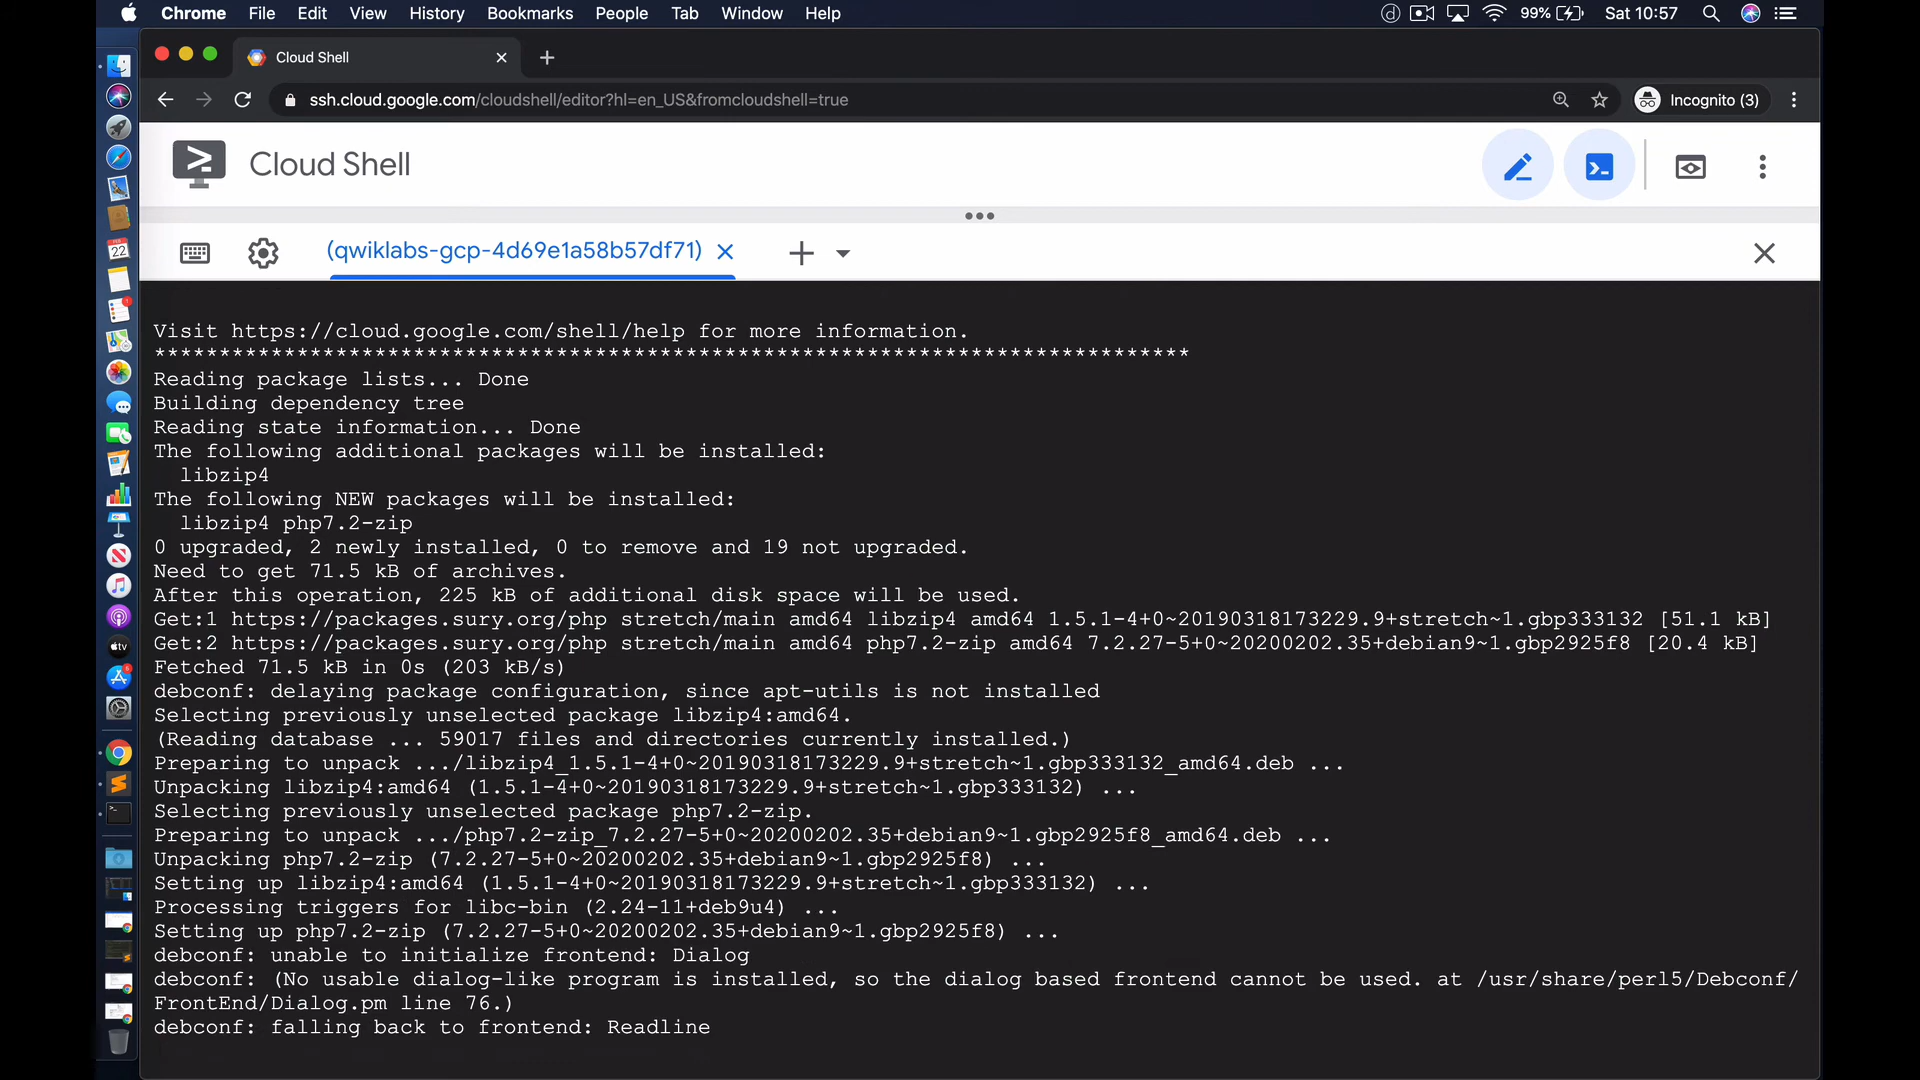 Chrome File Edit View History Bookmarks People Tab Window Help 99% Sat 10:57
Cloud Shell
ssh.cloud.google.com/cloudshell/editor?hl=en_US&fromcloudshell=true Incognito (3)
Cloud Shell
(qwiklabs-gcp-4d69e1a58b57df71)
Visit https://cloud.google.com/shell/help for more information.
********************************************************************************
Reading package lists... Done
Building dependency tree
Reading state information... Done
The following additional packages will be installed:
libzip4
The following NEW packages will be installed:
libzip4 php7.2-zip
0 upgraded, 2 newly installed, 0 to remove and 19 not upgraded.
Need to get 71.5 kB of archives.
After this operation, 225 kB of additional disk space will be used.
Get:1 https://packages.sury.org/php stretch/main amd64 libzip4 amd64 1.5.1-4+0~20190318173229.9+stretch~1.gbp333132 [51.1 kB]
Get:2 https://packages.sury.org/php stretch/main amd64 php7.2-zip amd64 7.2.27-5+0~20200202.35+debian9~1.gbp2925f8 [20.4 kB]
Fetched 71.5 kB in 0s (203 kB/s)
debconf: delaying package configuration, since apt-utils is not installed
Selecting previously unselected package libzip4:amd64.
(Reading database ... 59017 files and directories currently installed.)
Preparing to unpack .../libzip4_1.5.1-4+0~20190318173229.9+stretch~1.gbp333132_amd64.deb ...
Unpacking libzip4:amd64 (1.5.1-4+0~20190318173229.9+stretch~1.gbp333132) ...
Selecting previously unselected package php7.2-zip.
Preparing to unpack .../php7.2-zip_7.2.27-5+0~20200202.35+debian9~1.gbp2925f8_amd64.deb ...
Unpacking php7.2-zip (7.2.27-5+0~20200202.35+debian9~1.gbp2925f8) ...
Setting up libzip4:amd64 (1.5.1-4+0~20190318173229.9+stretch~1.gbp333132) ...
Processing triggers for libc-bin (2.24-11+deb9u4) ...
Setting up php7.2-zip (7.2.27-5+0~20200202.35+debian9~1.gbp2925f8) ...
debconf: unable to initialize frontend: Dialog
debconf: (No usable dialog-like program is installed, so the dialog based frontend cannot be used. at /usr/share/perl5/Debconf/
FrontEnd/Dialog.pm line 76.)
debconf: falling back to frontend: Readline
22
tv